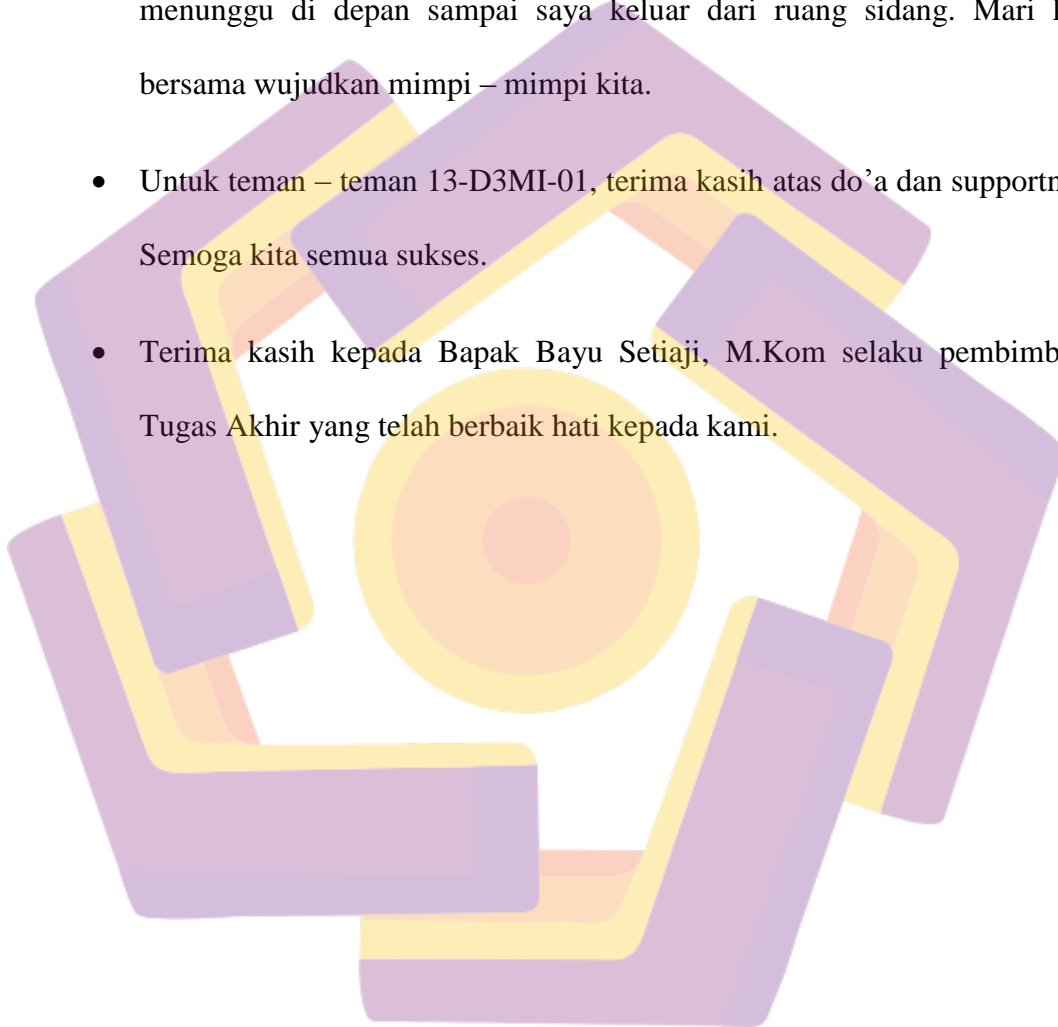 menunggu di depan sampai saya keluar dari ruang sidang. Mari
bersama wujudkan mimpi – mimpi kita.
• Untuk teman – teman 13-D3MI-01, terima kasih atas do’a dan
Semoga kita semua sukses.
• Terima kasih kepada Bapak Bayu Setiaji, M.Kom selaku
Tugas Akhir yang telah berbaik hati kepada kami.